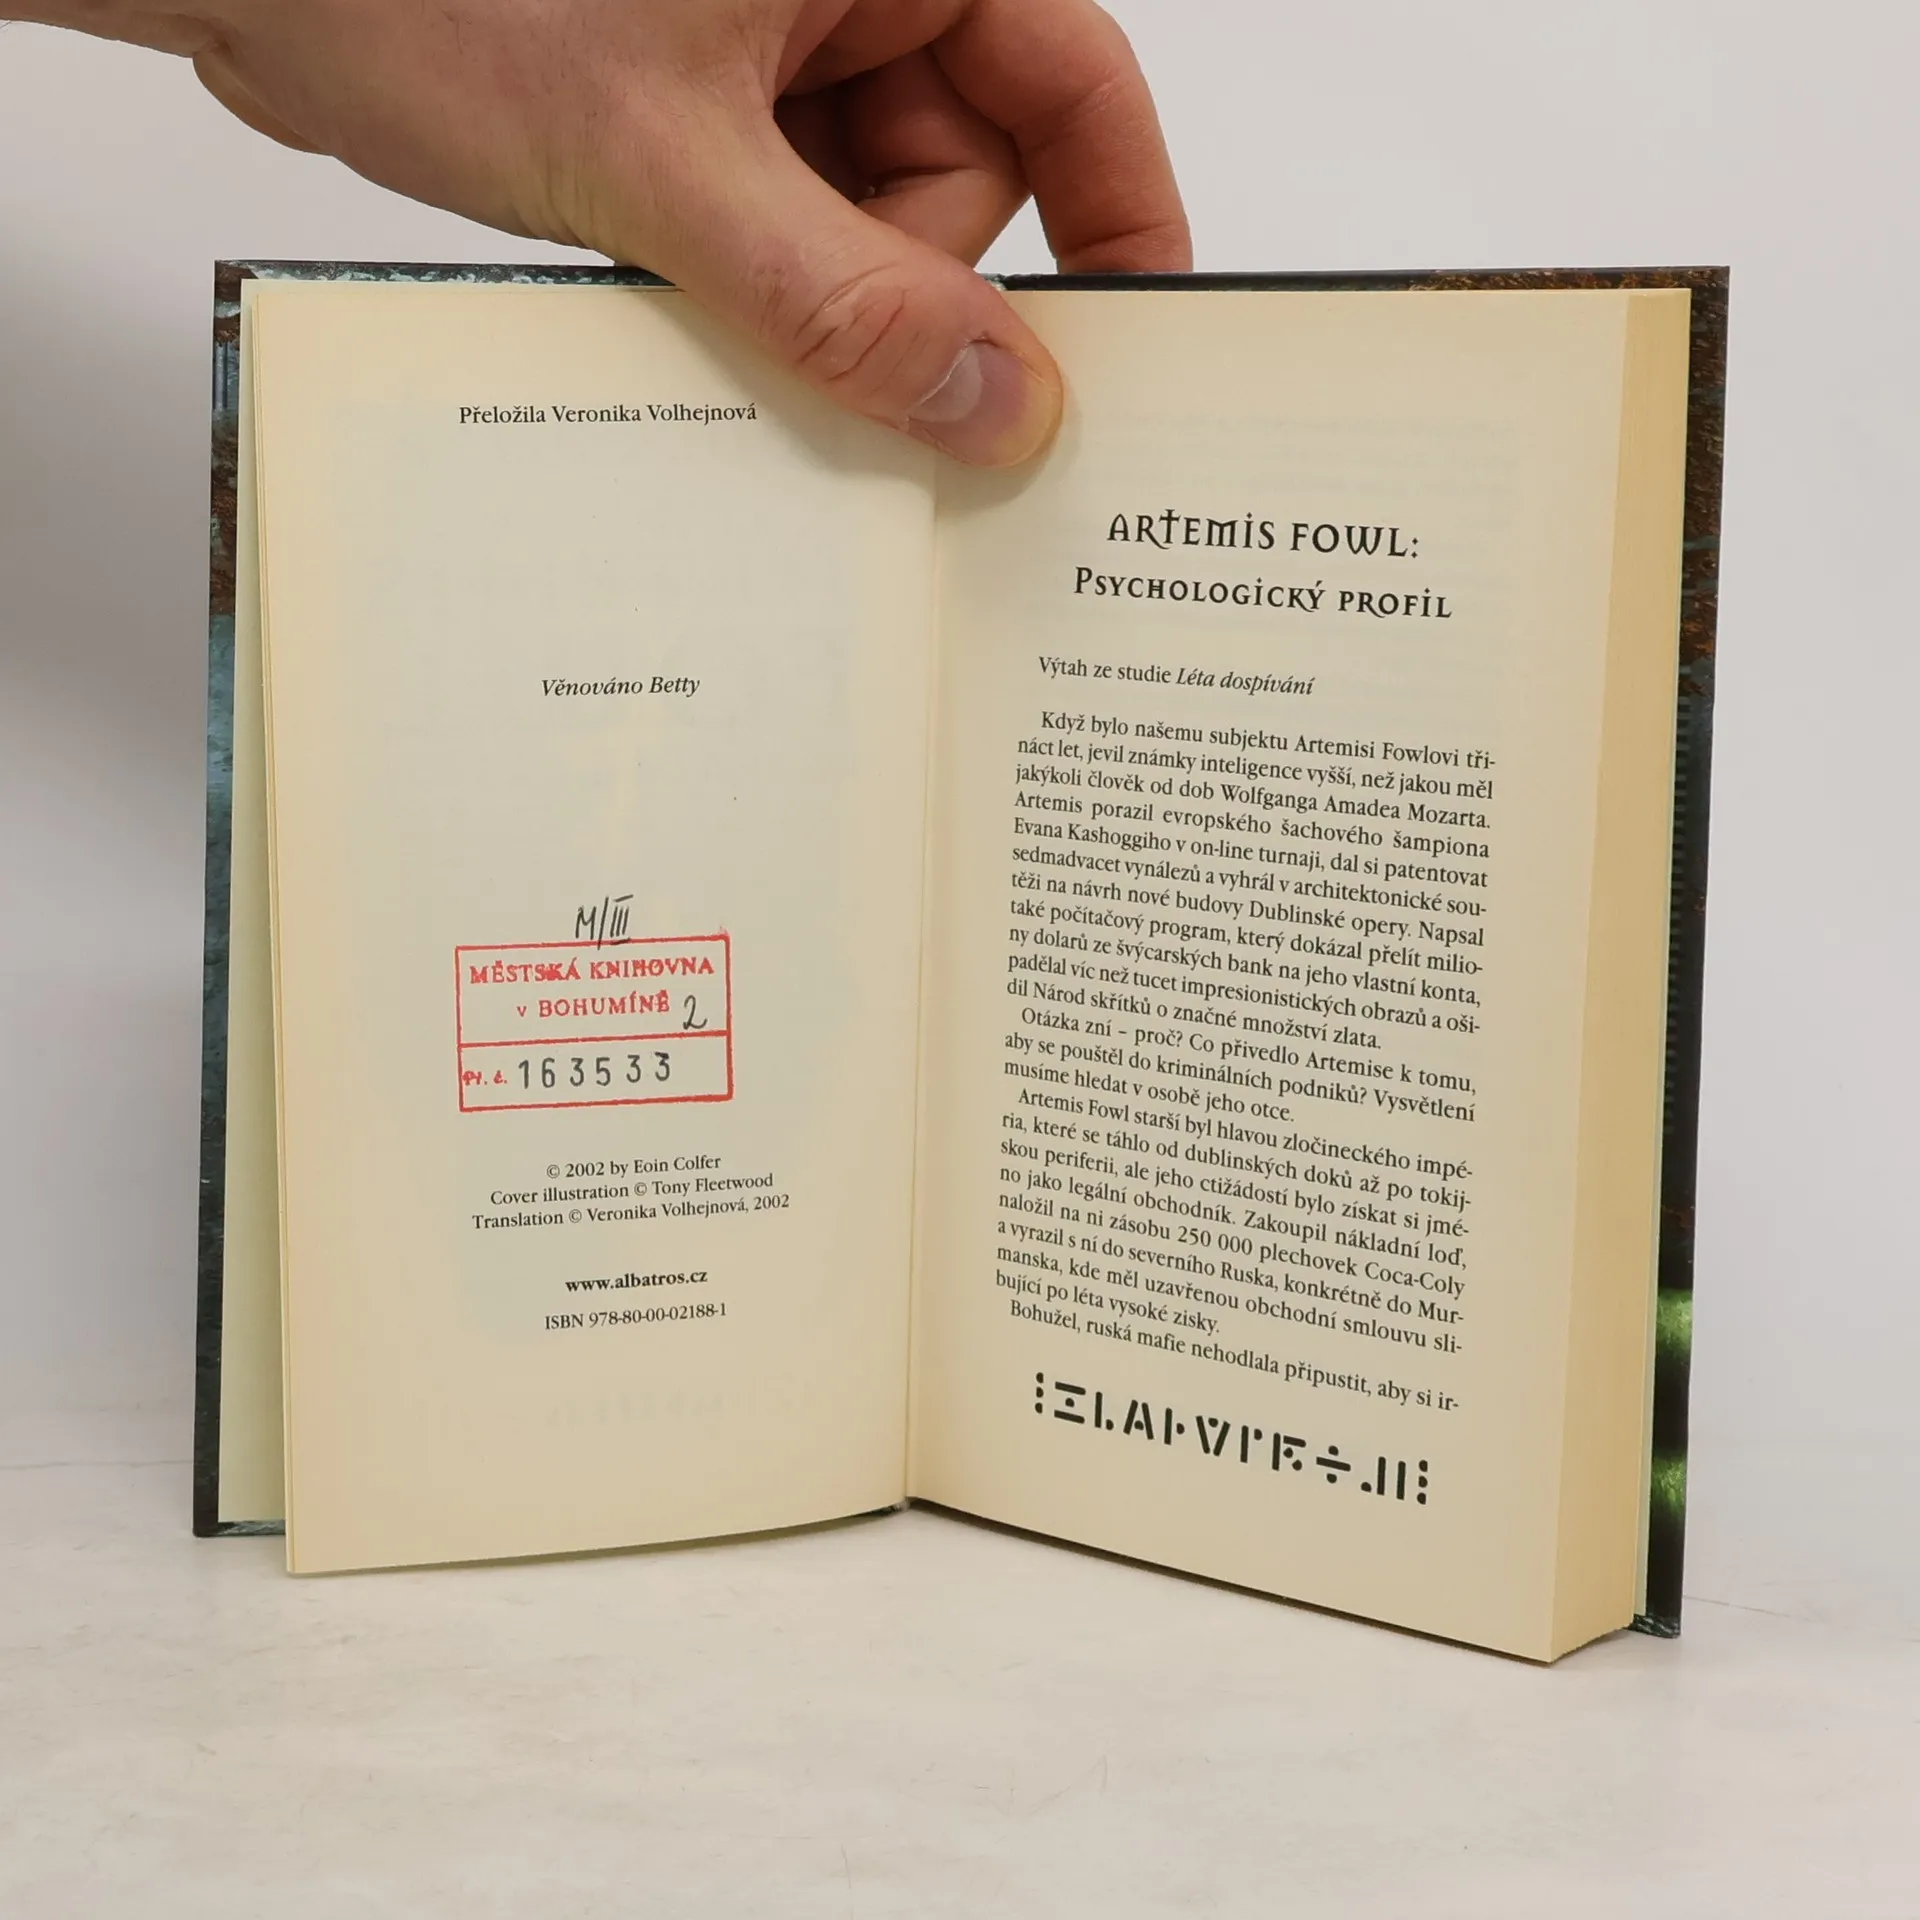 Přeložila Veronika Volhejnová
Věnováno Betty
M/III
MĚSTSKÁ KNIHOVNA
v BOHUMÍNĚ 2
Př. č. 163533
© 2002 by Eoin Colfer
Cover illustration © Tony Fleetwood
Translation © Veronika Volhejnová, 2002
www.albatros.cz
ISBN 978-80-00-02188-1
ARTEMIS FOWL:
PSYCHOLOGICKÝ PROFIL
Výtah ze studie Léta dospívání
Když bylo našemu subjektu Artemisi Fowlovi tři-
náct let, jevil známky inteligence vyšší, než jakou měl
jakýkoli člověk od dob Wolfganga Amadea Mozarta.
Artemis porazil evropského šachového šampiona
Evana Kashoggiho v on-line turnaji, dal si patentovat
sedmadvacet vynálezů a vyhrál v architektonické sou-
těži na návrh nové budovy Dublinské opery. Napsal
také počítačový program, který dokázal přelít milio-
ny dolarů ze švýcarských bank na jeho vlastní konta,
padělal víc než tucet impresionistických obrazů a oši-
dil Národ skřítků o značné množství zlata.
Otázka zní – proč? Co přivedlo Artemise k tomu,
aby se pouštěl do kriminálních podniků? Vysvětlení
musíme hledat v osobě jeho otce.
Artemis Fowl starší byl hlavou zločineckého impé-
ria, které se táhlo od dublinských doků až po tokij-
skou periferii, ale jeho ctižádostí bylo získat si jmé-
no jako legální obchodník. Zakoupil nákladní loď,
naložil na ni zásobu 250 000 plechovek Coca-Coly
a vyrazil s ní do severního Ruska, konkrétně do Mur-
manska, kde měl uzavřenou obchodní smlouvu sli-
bující po léta vysoké zisky.
Bohužel, ruská mafie nehodlala připustit, aby si ir-